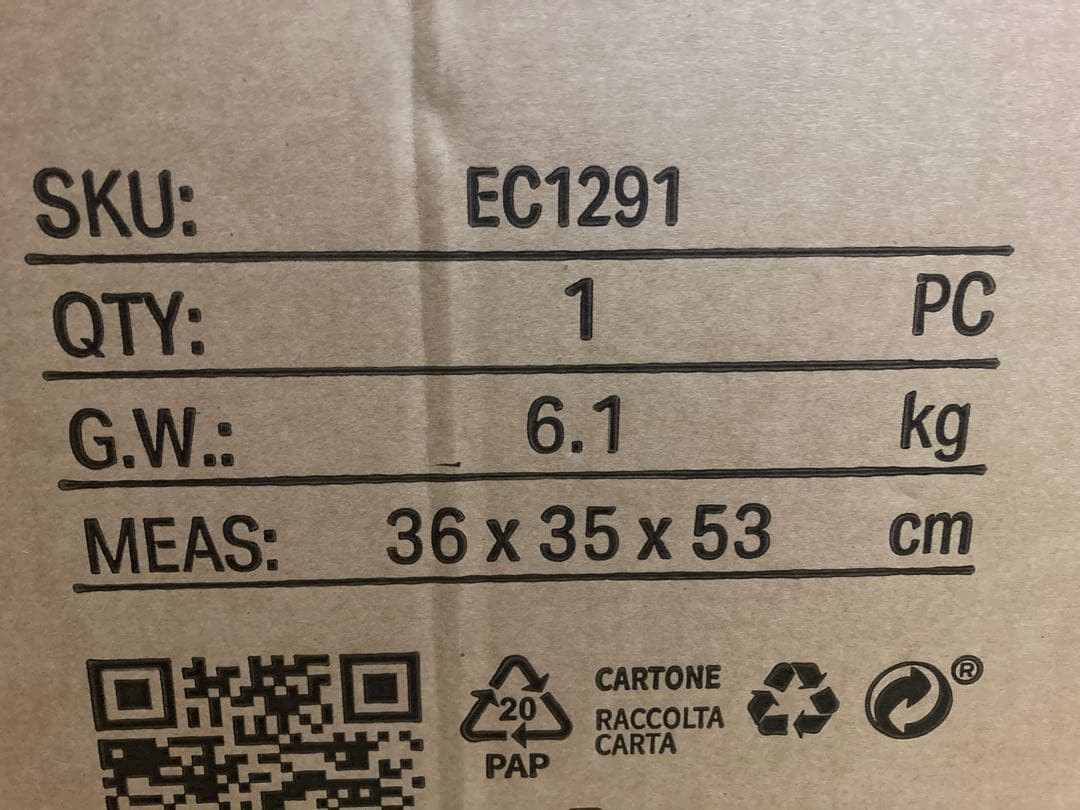 SKU: EC1291
QTY: 1 PC
G.W.: 6.1 kg
MEAS: 36 x 35 x 53 cm
20
PAP
CARTONE
RACCOLTA
CARTA
®